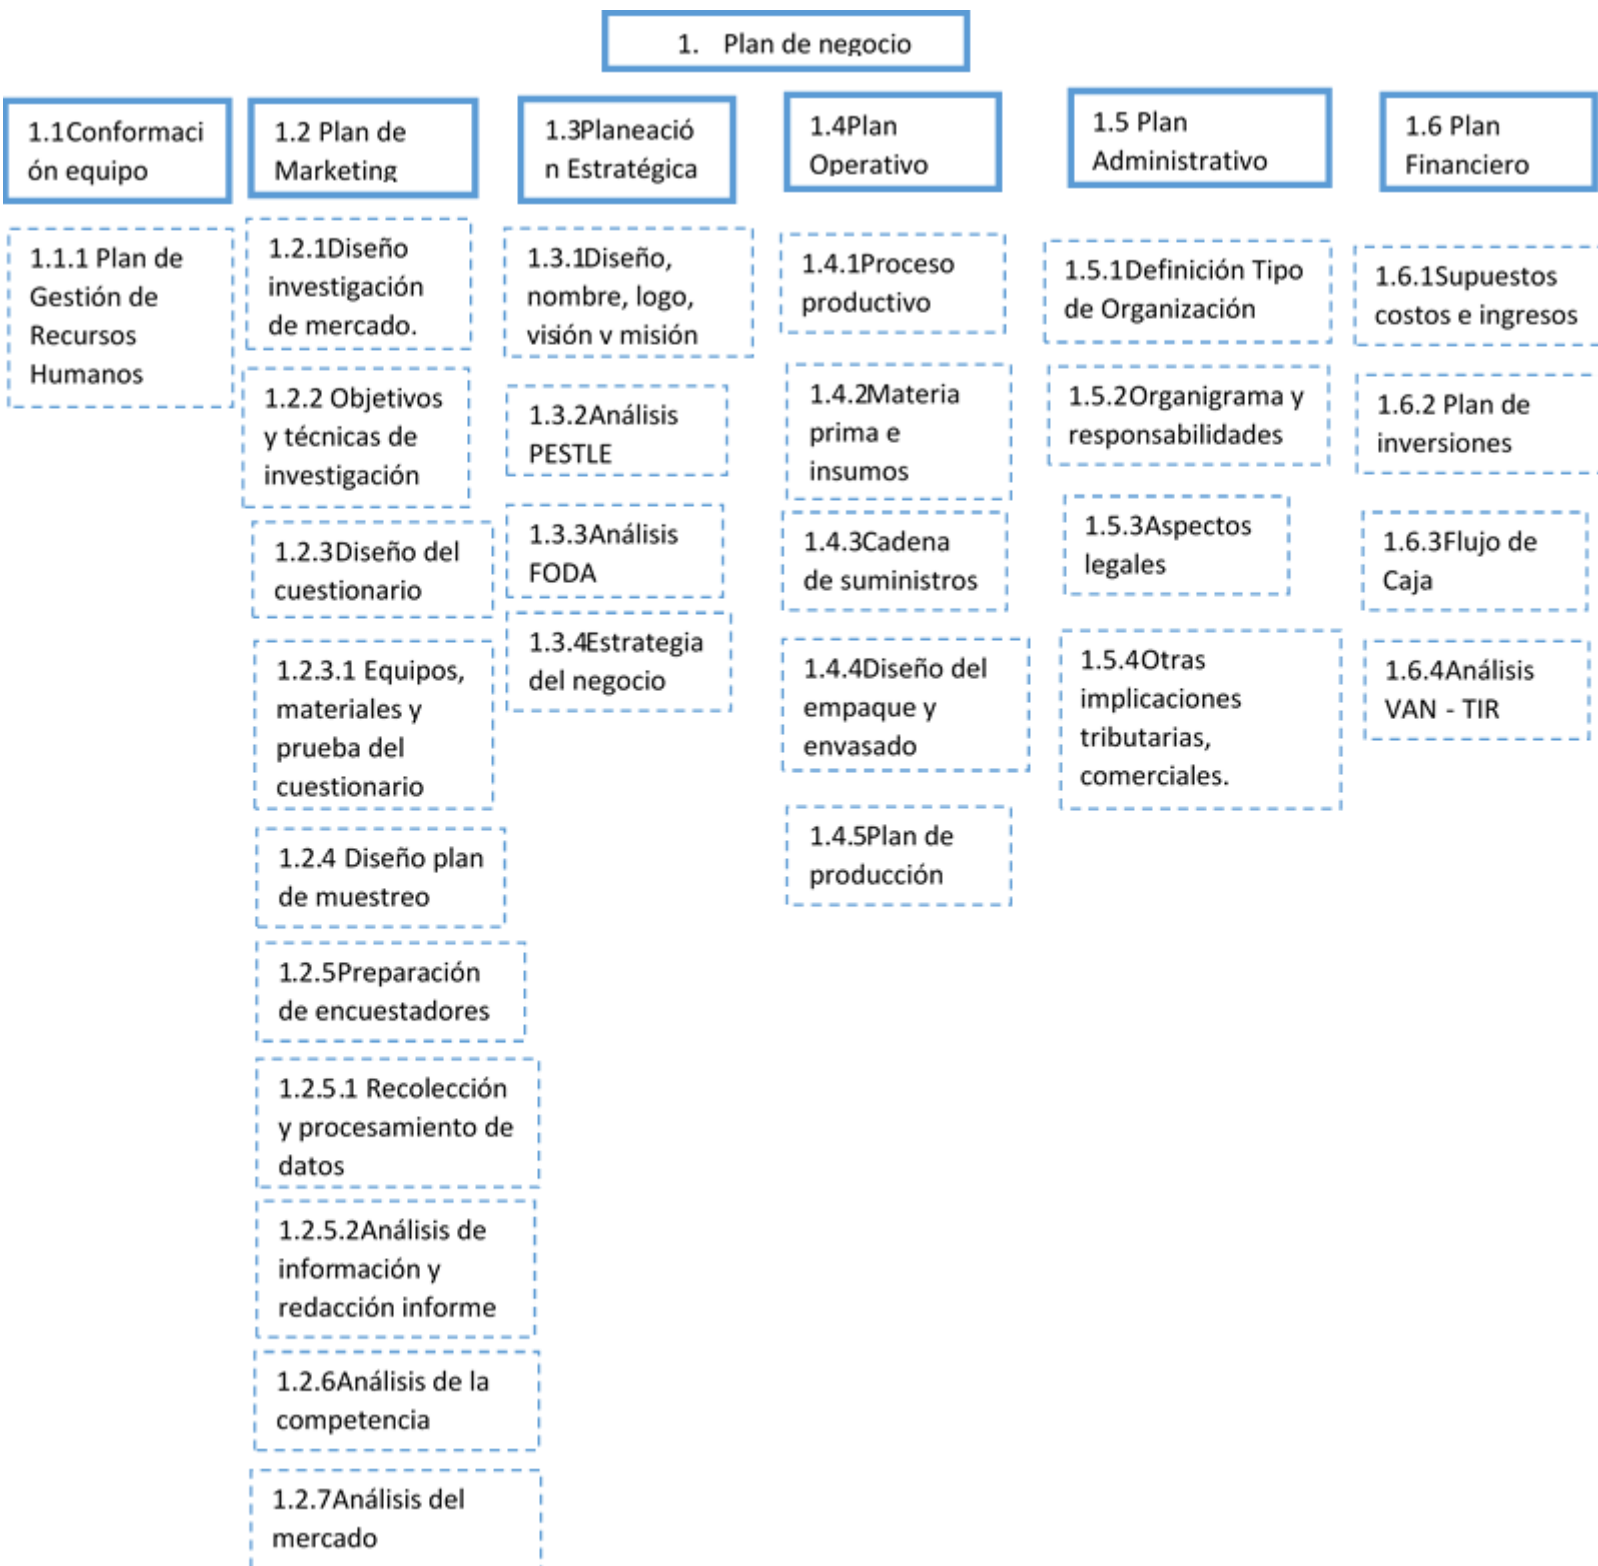 1. Plan de negocio
1.1Conformaci
ón equipo
1.1.1 Plan de
Gestión de
Recursos
Humanos
1.2 Plan de
Marketing
1.2.1Diseño
investigación
de mercado.
1.2.2 Objetivos
y técnicas de
investigación
1.2.3Diseño del
cuestionario
1.2.3.1 Equipos,
materiales y
prueba del
cuestionario
1.2.4 Diseño plan
de muestreo
1.2.5Preparación
de encuestadores
1.2.5.1 Recolección
y procesamiento de
datos
1.2.5.2Análisis de
información y
redacción informe
1.2.6Análisis de la
competencia
1.2.7Análisis del
mercado
1.3Planeació
n Estratégica
1.3.1Diseño,
nombre, logo,
visión y misión
1.3.2Análisis
PESTLE
1.3.3Análisis
FODA
1.3.4Estrategia
del negocio
1.4Plan
Operativo
1.4.1Proceso
productivo
1.4.2Materia
prima e
insumos
1.4.3Cadena
de suministros
1.4.4Diseño del
empaque y
envasado
1.4.5Plan de
producción
1.5 Plan
Administrativo
1.5.1Definición Tipo
de Organización
1.5.2Organigrama y
responsabilidades
1.5.3Aspectos
legales
1.5.4Otras
implicaciones
tributarias,
comerciales.
1.6 Plan
Financiero
1.6.1Supuestos
costos e ingresos
1.6.2 Plan de
inversiones
1.6.3Flujo de
Caja
1.6.4Análisis
VAN - TIR